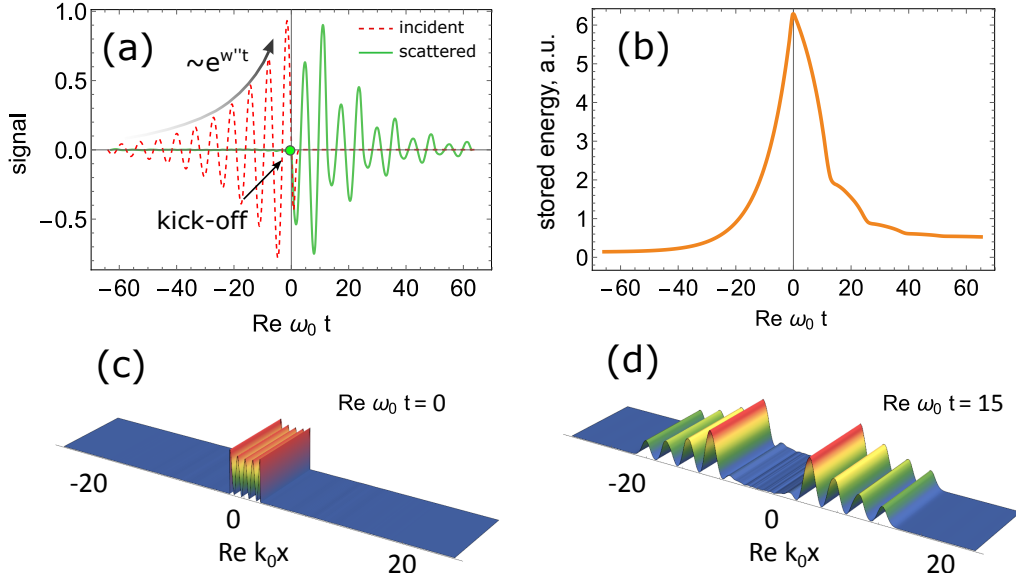 (a)
incident
scattered
~e^w''t
kick-off
signal
1.0
0.5
0.0
−0.5
−60 −40 −20 0 20 40 60
Re ω₀ t
(b)
stored energy, a.u.
6
5
4
3
2
1
0
−60 −40 −20 0 20 40 60
Re ω₀ t
(c)
Re ω₀ t = 0
-20
0
20
Re k₀x
(d)
Re ω₀ t = 15
-20
0
20
Re k₀x